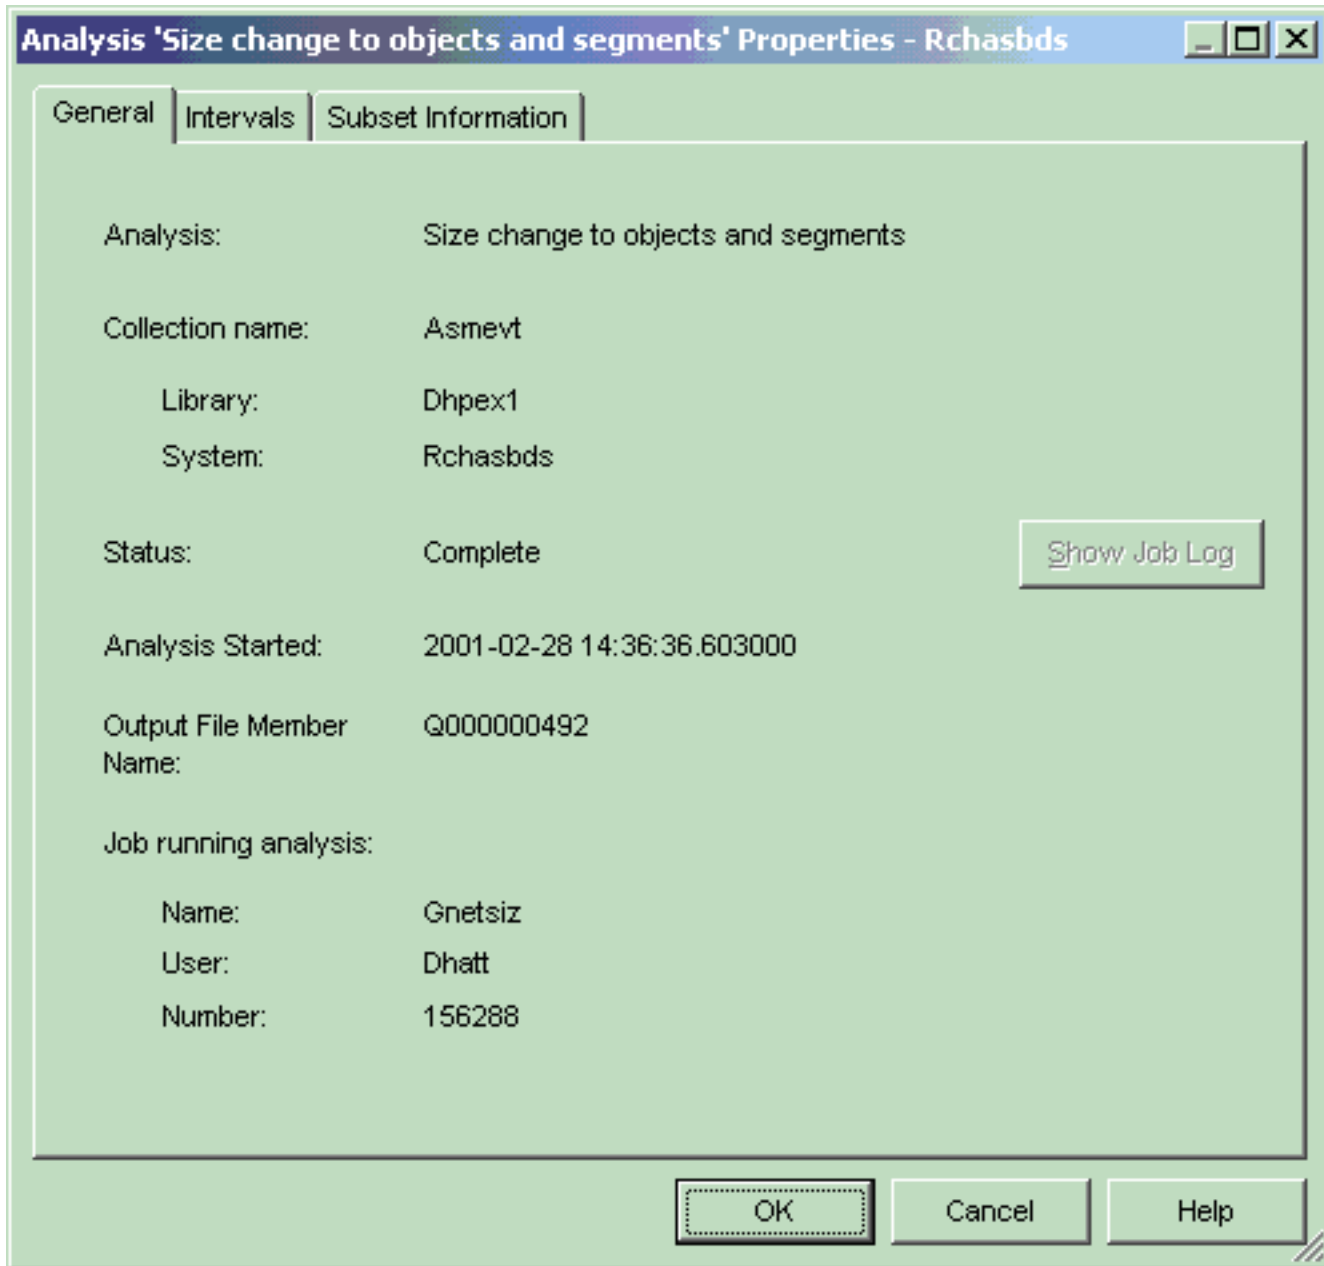 Analysis 'Size change to objects and segments' Properties - Rchasbds
General Intervals Subset Information
Analysis: Size change to objects and segments
Collection name: Asmevt
Library: Dhpex1
System: Rchasbds
Status: Complete Show Job Log
Analysis Started: 2001-02-28 14:36:36.603000
Output File Member Q000000492
Name:
Job running analysis:
Name: Gnetsiz
User: Dhatt
Number: 156288
OK Cancel Help